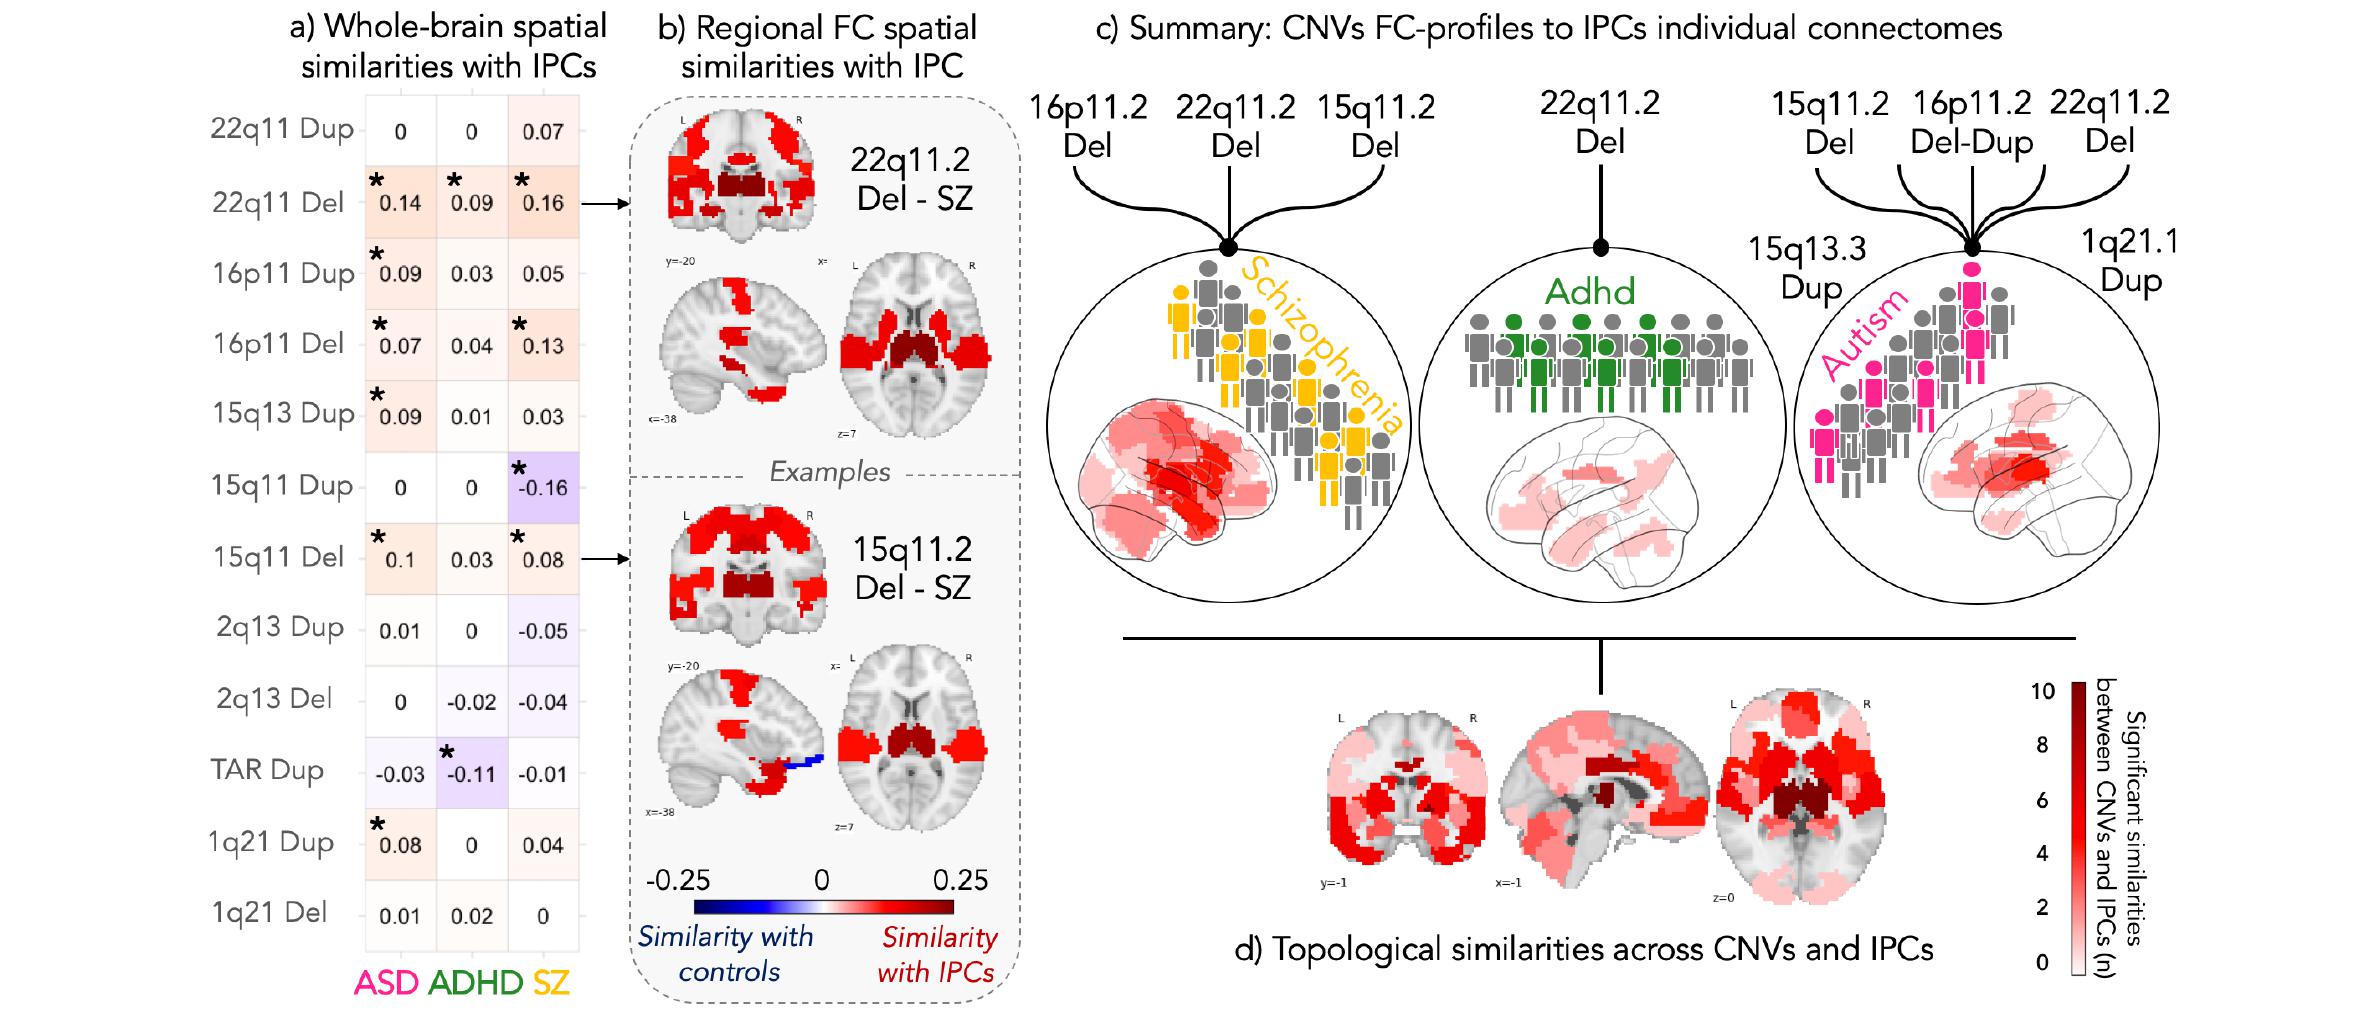 a) Whole-brain spatial
similarities with IPCs
22q11 Dup 0 0 0.07
22q11 Del * 0.14 * 0.09 * 0.16
16p11 Dup * 0.09 0.03 0.05
16p11 Del * 0.07 0.04 * 0.13
15q13 Dup * 0.09 0.01 0.03
15q11 Dup 0 0 * -0.16
15q11 Del * 0.1 0.03 * 0.08
2q13 Dup 0.01 0 -0.05
2q13 Del 0 -0.02 -0.04
TAR Dup -0.03 * -0.11 -0.01
1q21 Dup * 0.08 0 0.04
1q21 Del 0.01 0.02 0
ASD ADHD SZ
b) Regional FC spatial
similarities with IPC
L R
22q11.2
Del - SZ
y=-20 x=
L R
x=-38
z=7
Examples
L R
15q11.2
Del - SZ
y=-20 x=
L R
x=-38
z=7
-0.25 0 0.25
Similarity with
controls
Similarity
with IPCs
c) Summary: CNVs FC-profiles to IPCs individual connectomes
16p11.2
Del
22q11.2
Del
15q11.2
Del
Schizophrenia
22q11.2
Del
Adhd
15q11.2
Del
16p11.2
Del-Dup
22q11.2
Del
15q13.3
Dup
1q21.1
Dup
Autism
L R
y=-1
x=-1
L R
z=0
10
8
6
4
2
0
Significant similarities
between CNVs and IPCs (n)
d) Topological similarities across CNVs and IPCs